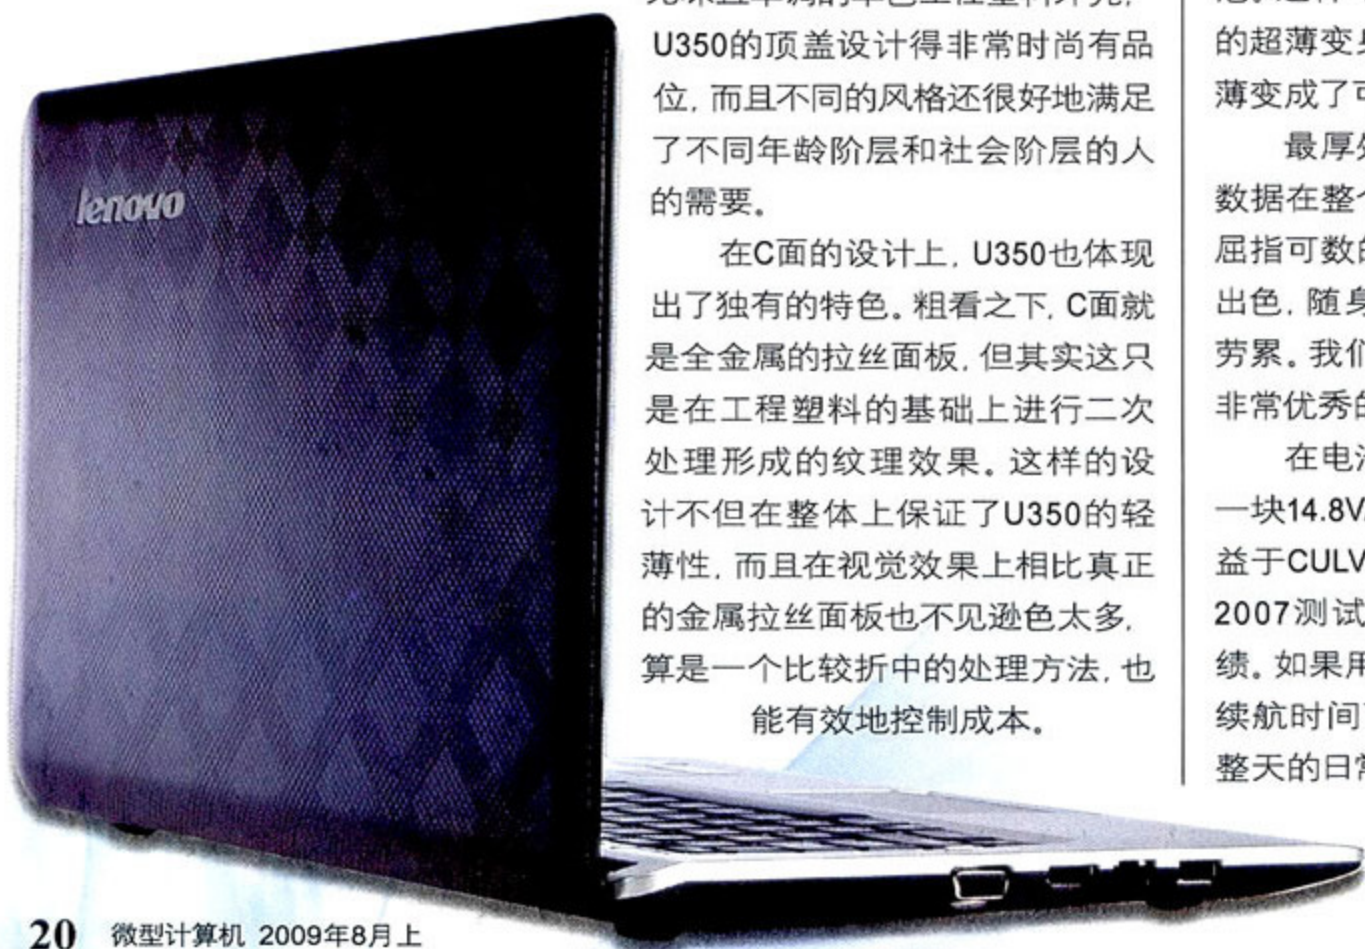 lenovo
U350的顶盖设计得非常时尚有品
位, 而且不同的风格还很好地满足
了不同年龄阶层和社会阶层的人
的需要。
在C面的设计上, U350也体现
出了独有的特色。粗看之下, C面就
是全金属的拉丝面板, 但其实这只
是在工程塑料的基础上进行二次
处理形成的纹理效果。这样的设
计不但在整体上保证了U350的轻
薄性, 而且在视觉效果上相比真正
的金属拉丝面板也不见逊色太多,
算是一个比较折中的处理方法, 也
能有效地控制成本。
的超薄变
薄变成了
最厚
数据在整
屈指可数
出色, 随身
劳累。我们
非常优秀的
在电
一块14.8V
益于CULV
2007测试
绩。如果用
续航时间
整天的日
20 微型计算机 2009年8月上